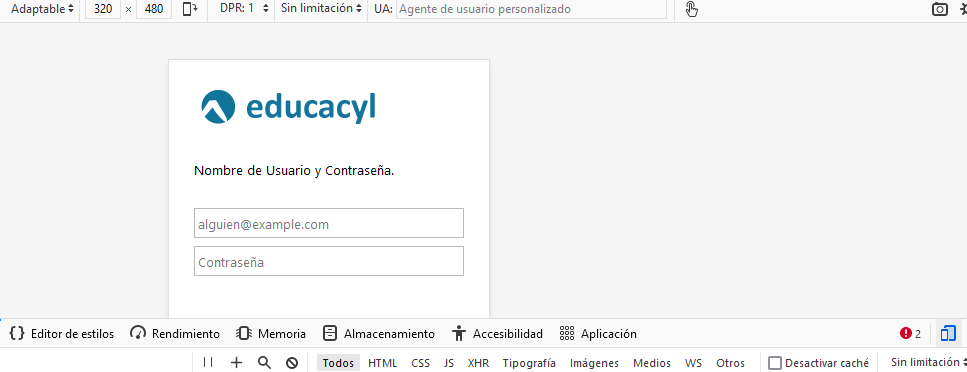 Adaptable 320 × 480 DPR: 1 Sin limitación UA: Agente de usuario personalizado
educacyl
Nombre de Usuario y Contraseña.
alguien@example.com
Contraseña
Editor de estilos Rendimiento Memoria Almacenamiento Accesibilidad Aplicación 2
Todos HTML CSS JS XHR Tipografía Imágenes Medios WS Otros Desactivar caché Sin limitación